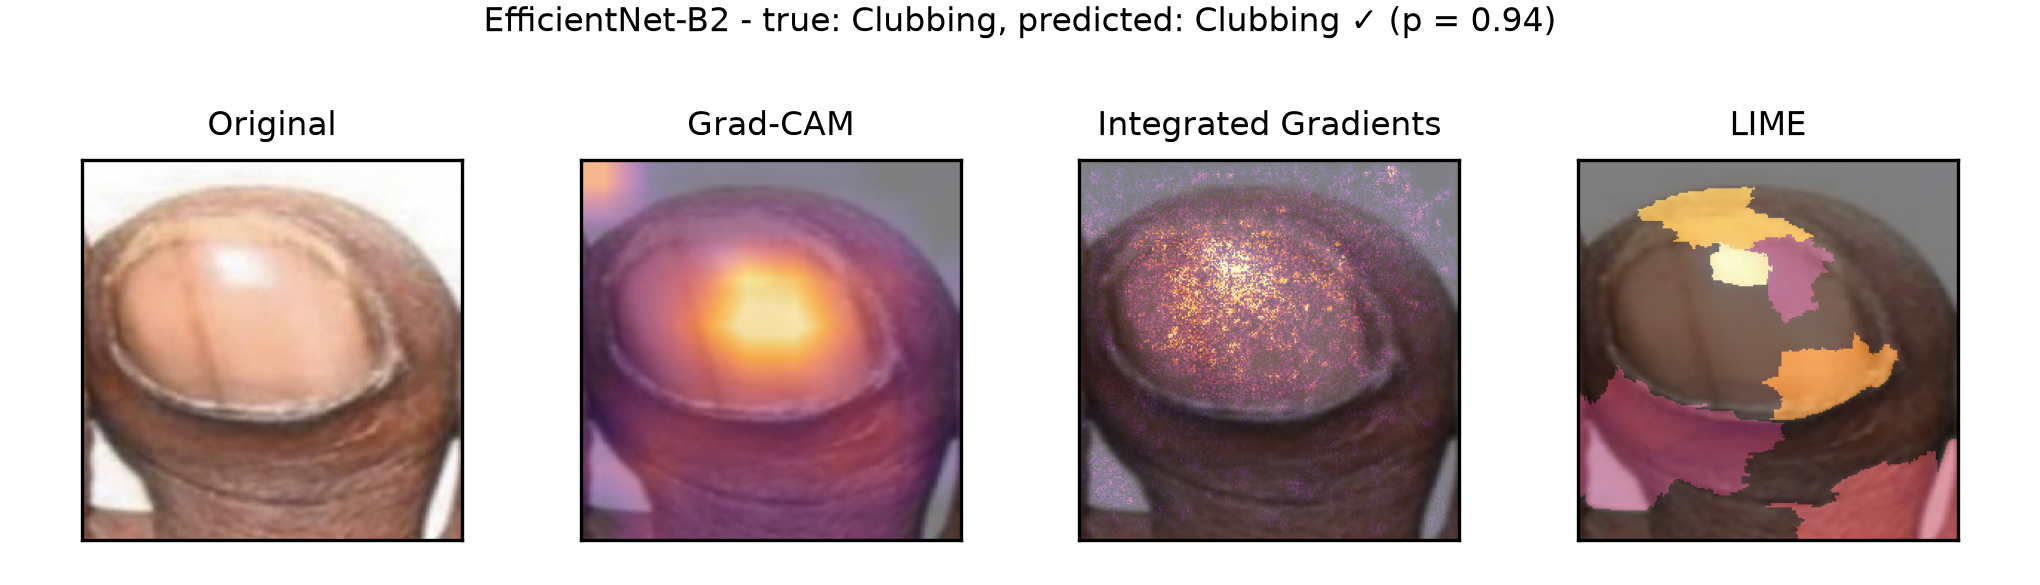 EfficientNet-B2 - true: Clubbing, predicted: Clubbing ✓ (p = 0.94)
Original
Grad-CAM
Integrated Gradients
LIME